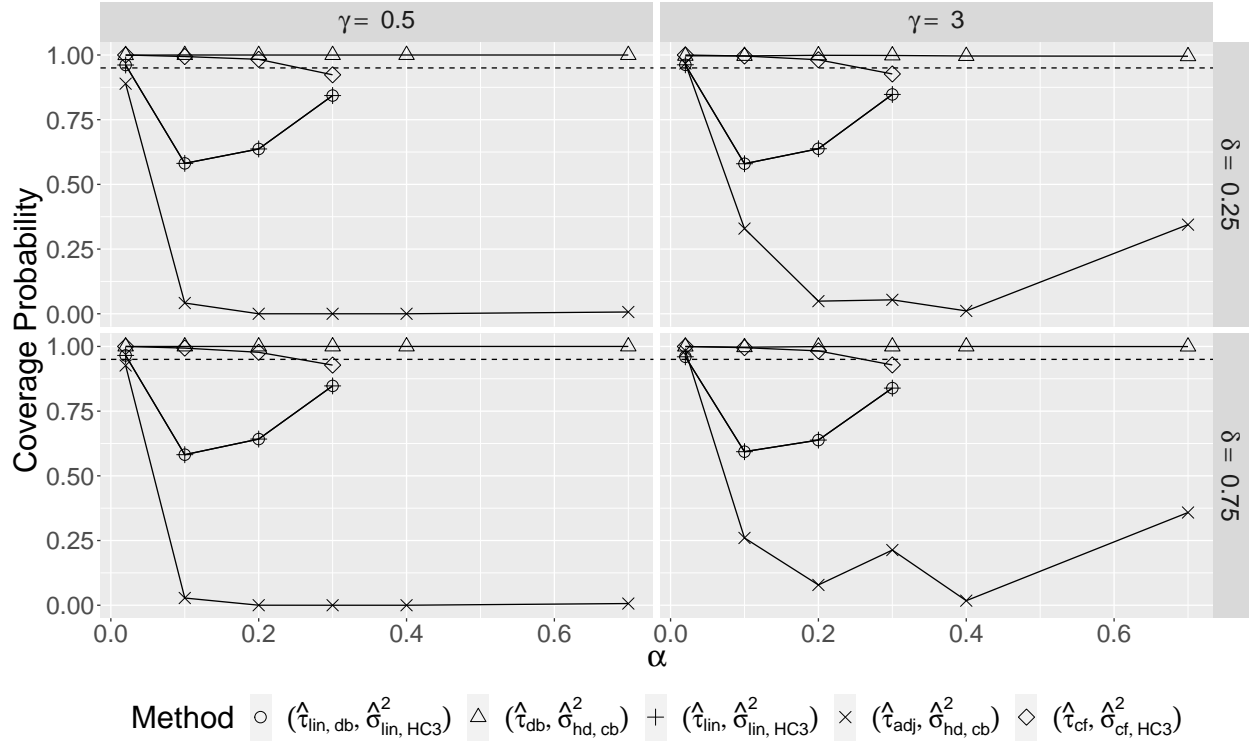 γ = 0.5
γ = 3
1.00
0.75
0.50
0.25
0.00
δ = 0.25
Coverage Probability
1.00
0.75
0.50
0.25
0.00
δ = 0.75
0.0 0.2 0.4 0.6
0.0 0.2 0.4 0.6
α
Method (τ̂lin, db, σ̂²lin, HC3) (τ̂db, σ̂²hd, cb) (τ̂lin, σ̂²lin, HC3) (τ̂adj, σ̂²hd, cb) (τ̂cf, σ̂²cf, HC3)